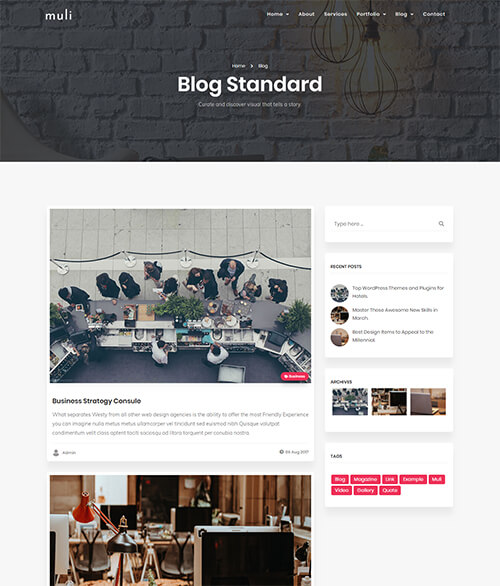 muli
Home About Services Portfolio Blog Contact
Home > Blog
Blog Standard
Curate and discover visual that tells a story.
Business
Business Strategy Consule
What separates Westy from all other web design agencies is the ability to offer the most Friendly Experience
you can imagine nulla metus metus ullamcorper vel tincidunt sed euismod nibh Quisque volutpat
condimentum velit class aptent taciti sociosqu ad litora torquent per conubia nostra
Admin
09 Aug 2017
Type here ...
RECENT POSTS
Top WordPress Themes and Plugins for
Hotels
Master These Awesome New Skills in
March
Best Design Items to Appeal to the
Millennial
ARCHIVES
TAGS
Blog Magazine Link Example Muli
Video Gallery Quote